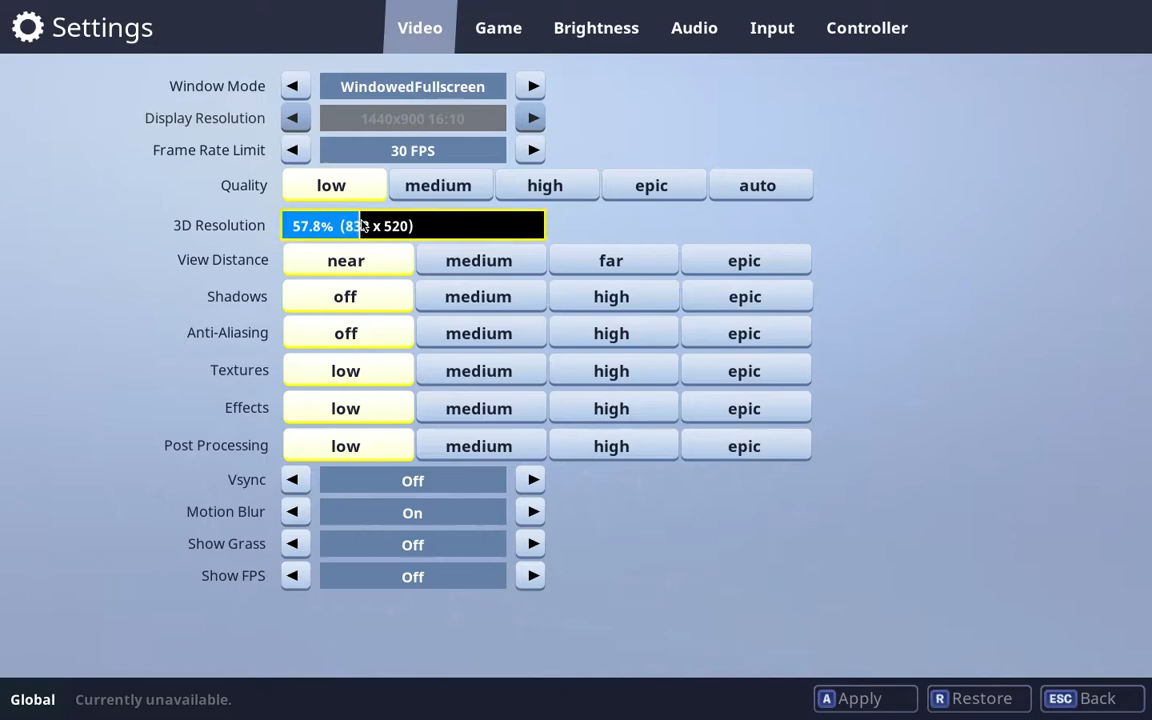 Settings Video Game Brightness Audio Input Controller
Window Mode WindowedFullscreen
Display Resolution 1440x900 16:10
Frame Rate Limit 30 FPS
Quality low medium high epic auto
3D Resolution 57.8% x 520)
View Distance near medium far epic
Shadows off medium high epic
Anti-Aliasing off medium high epic
Textures low medium high epic
Effects low medium high epic
Post Processing low medium high epic
Vsync Off
Motion Blur On
Show Grass Off
Show FPS Off
Global Currently unavailable. A Apply R Restore ESC Back